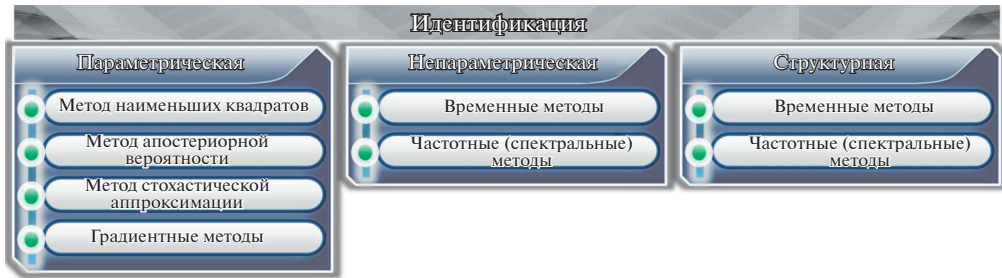 Идентификация
Параметрическая
Метод наименьших квадратов
Метод апостериорной
вероятности
Метод стохастической
аппроксимации
Градиентные методы
Непараметрическая
Временные методы
Частотные (спектральные)
методы
Структурная
Временные методы
Частотные (спектральные)
методы